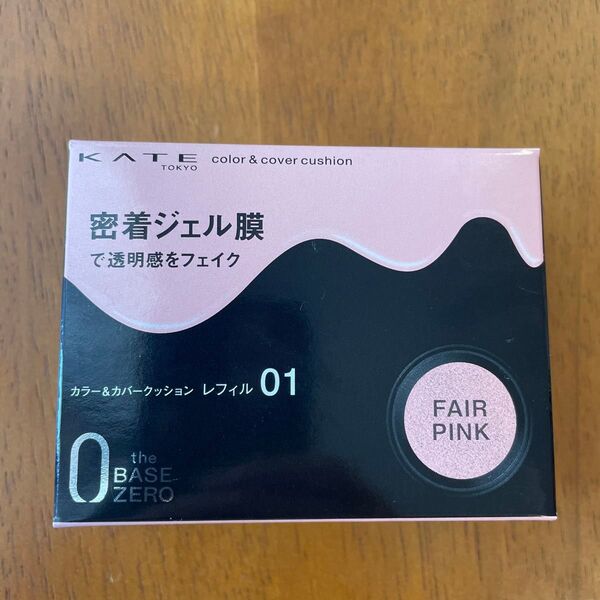 KATE
TOKYO
color & cover cushion
密着ジェル膜
で透明感をフェイク
カラー&カバークッション レフィル 01
FAIR
PINK
0 the
BASE
ZERO